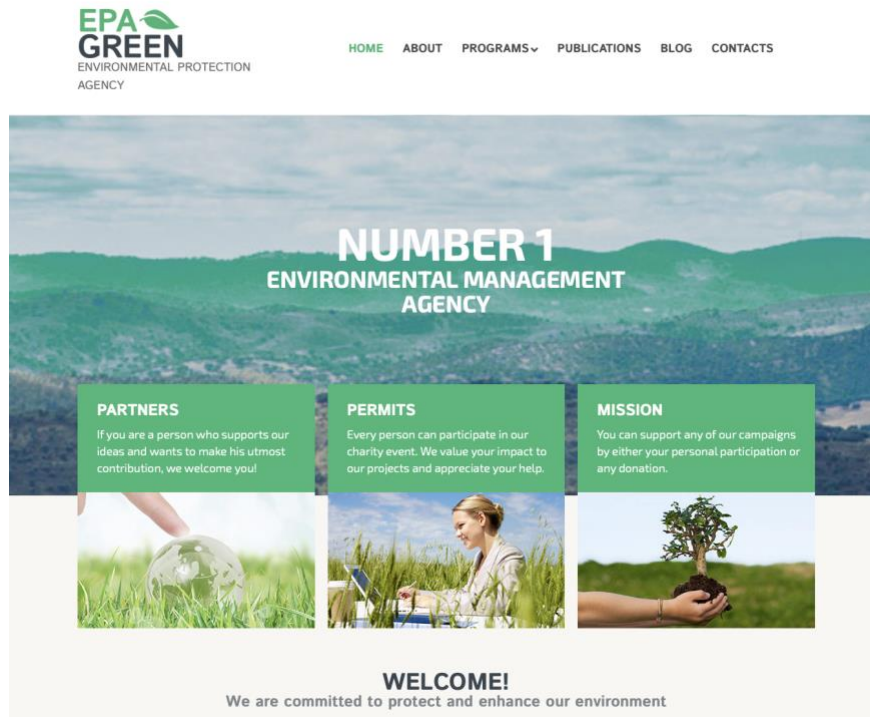 EPA
GREEN
ENVIRONMENTAL PROTECTION
AGENCY
HOME ABOUT PROGRAMS PUBLICATIONS BLOG CONTACTS
NUMBER 1
ENVIRONMENTAL MANAGEMENT
AGENCY
PARTNERS
If you are a person who supports our
ideas and wants to make his utmost
contribution, we welcome you!
PERMITS
Every person can participate in our
charity event. We value your impact to
our projects and appreciate your help.
MISSION
You can support any of our campaigns
by either your personal participation or
any donation.
WELCOME!
We are committed to protect and enhance our environment